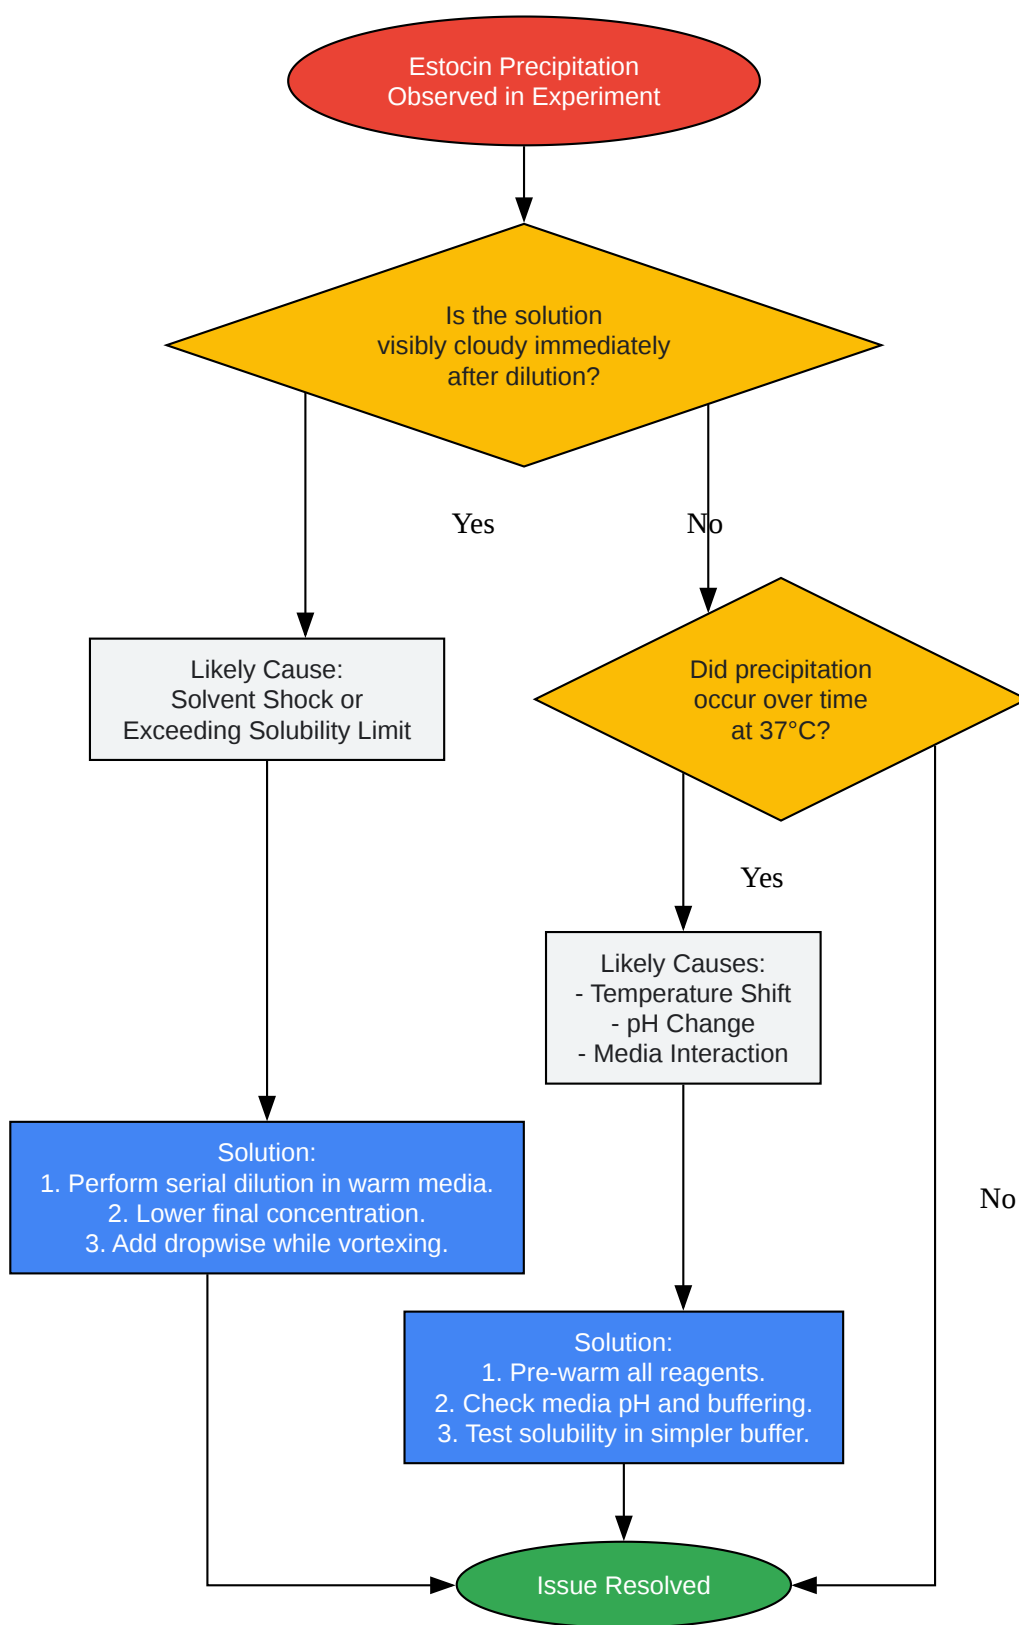 Estocin Precipitation
Observed in Experiment
Is the solution
visibly cloudy immediately
after dilution?
Yes
No
Likely Cause:
Solvent Shock or
Exceeding Solubility Limit
Did precipitation
occur over time
at 37°C?
Yes
Likely Causes:
- Temperature Shift
- pH Change
- Media Interaction
Solution:
1. Perform serial dilution in warm media.
2. Lower final concentration.
3. Add dropwise while vortexing.
No
Solution:
1. Pre-warm all reagents.
2. Check media pH and buffering.
3. Test solubility in simpler buffer.
Issue Resolved